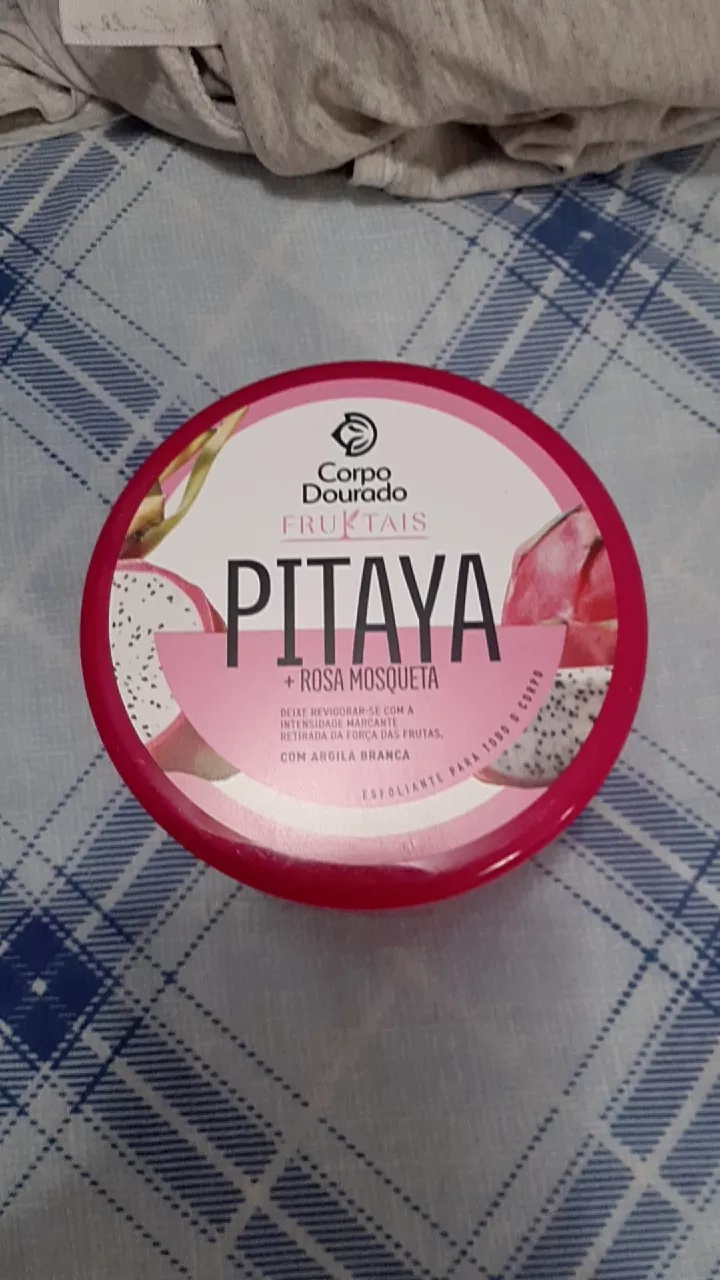 Corpo
Dourado
FRUKTAIS
PITAYA
+ ROSA MOSQUETA
DEIXE REVIGORAR-SE COM A
INTENSIDADE MARCANTE
RETIRADA DA FORÇA DAS FRUTAS,
COM ARGILA BRANCA
ESFOLIANTE PARA TODO O CORPO